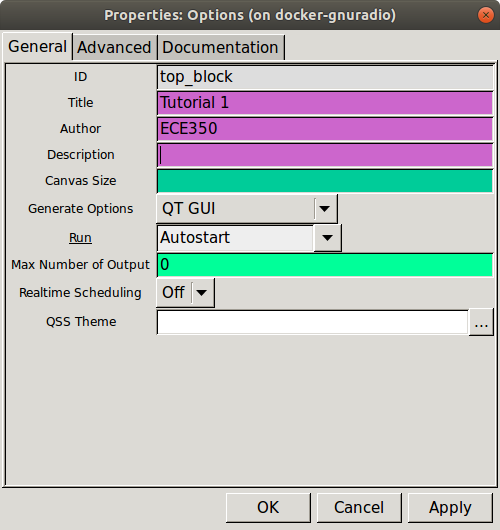 Properties: Options (on docker-gnuradio)
General Advanced Documentation
ID top_block
Title Tutorial 1
Author ECE350
Description
Canvas Size
Generate Options QT GUI
Run Autostart
Max Number of Output 0
Realtime Scheduling Off
QSS Theme ...
OK Cancel Apply